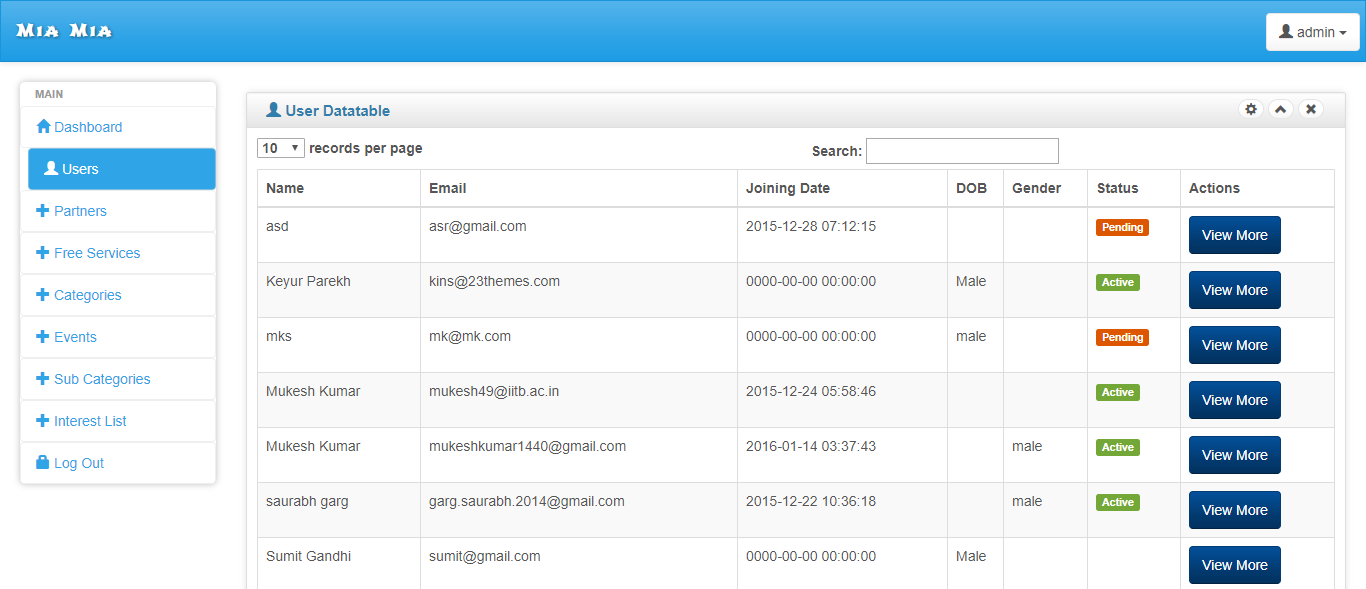 Mia Mia
admin
MAIN
Dashboard
Users
Partners
Free Services
Categories
Events
Sub Categories
Interest List
Log Out
User Datatable
10 records per page
Search:
Name Email Joining Date DOB Gender Status Actions
asd asr@gmail.com 2015-12-28 07:12:15 Pending View More
Keyur Parekh kins@23themes.com 0000-00-00 00:00:00 Male Active View More
mks mk@mk.com 0000-00-00 00:00:00 male Pending View More
Mukesh Kumar mukesh49@iitb.ac.in 2015-12-24 05:58:46 Active View More
Mukesh Kumar mukeshkumar1440@gmail.com 2016-01-14 03:37:43 male Active View More
saurabh garg garg.saurabh.2014@gmail.com 2015-12-22 10:36:18 male Active View More
Sumit Gandhi sumit@gmail.com 0000-00-00 00:00:00 Male View More